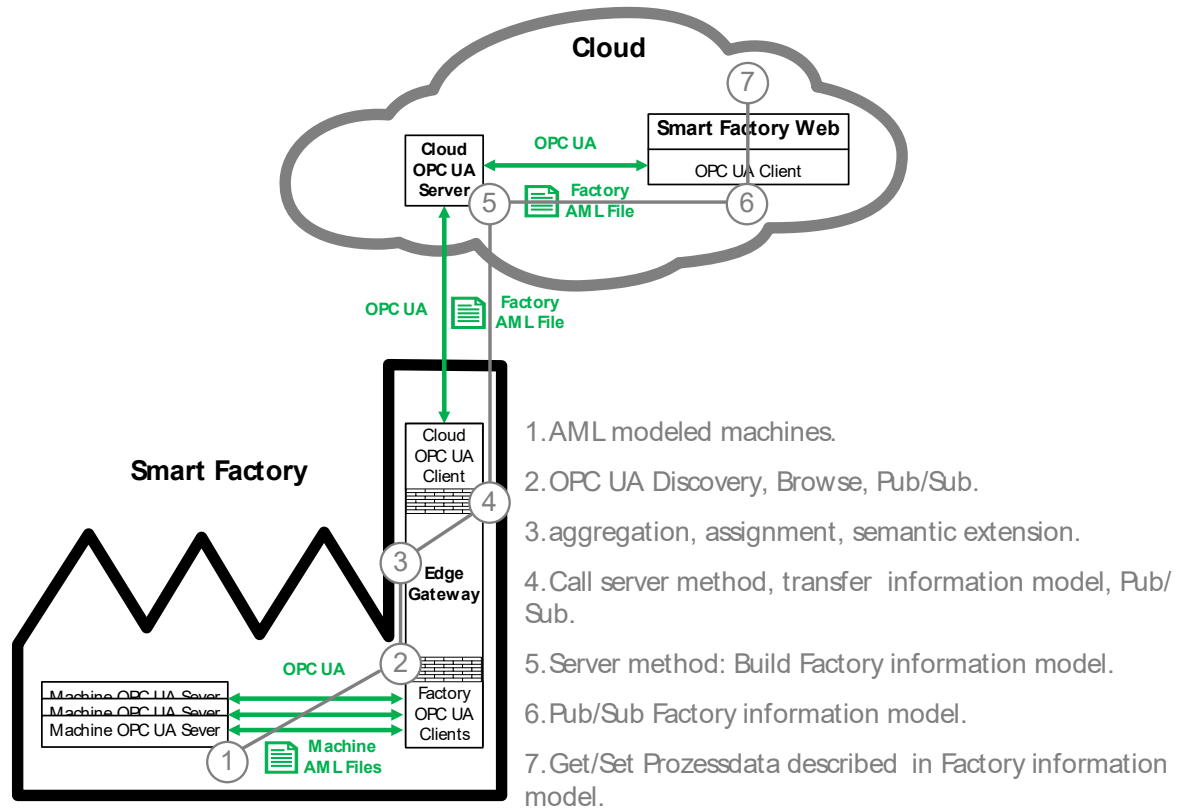 Cloud
7
Smart Factory Web
OPC UA Client
OPC UA
Cloud
OPC UA
Server
5
Factory
AML File
6
OPC UA
Factory
AML File
Cloud
OPC UA
Client
4
Smart Factory
3
Edge
Gateway
2
OPC UA
Machine OPC UA Sever
Machine OPC UA Sever
Machine OPC UA Sever
Factory
OPC UA
Clients
1
Machine
AML Files
1.AML modeled machines.
2.OPC UA Discovery, Browse, Pub/Sub.
3.aggregation, assignment, semantic extension.
4.Call server method, transfer information model, Pub/
Sub.
5.Server method: Build Factory information model.
6.Pub/Sub Factory information model.
7.Get/Set Prozessdata described in Factory information
model.